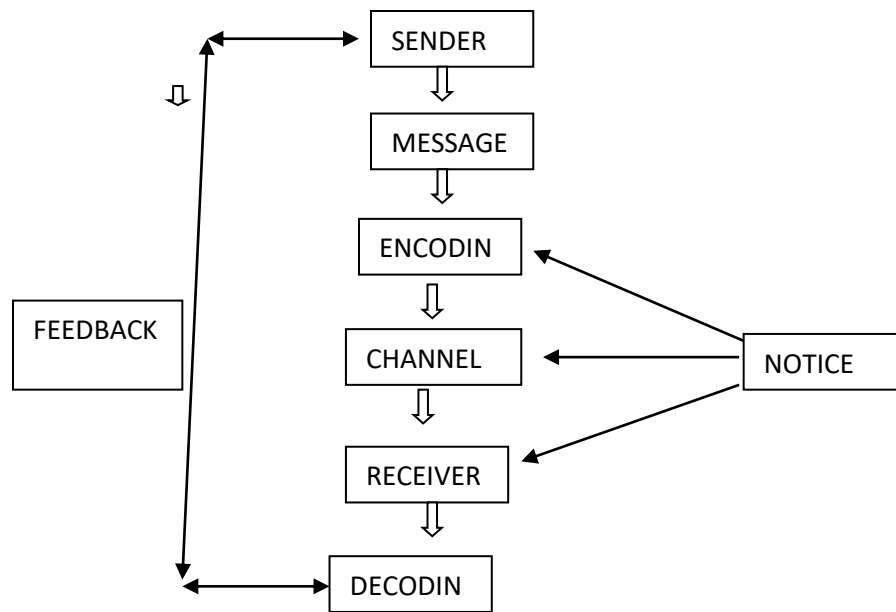 SENDER
MESSAGE
ENCODIN
FEEDBACK
CHANNEL
NOTICE
RECEIVER
DECODIN